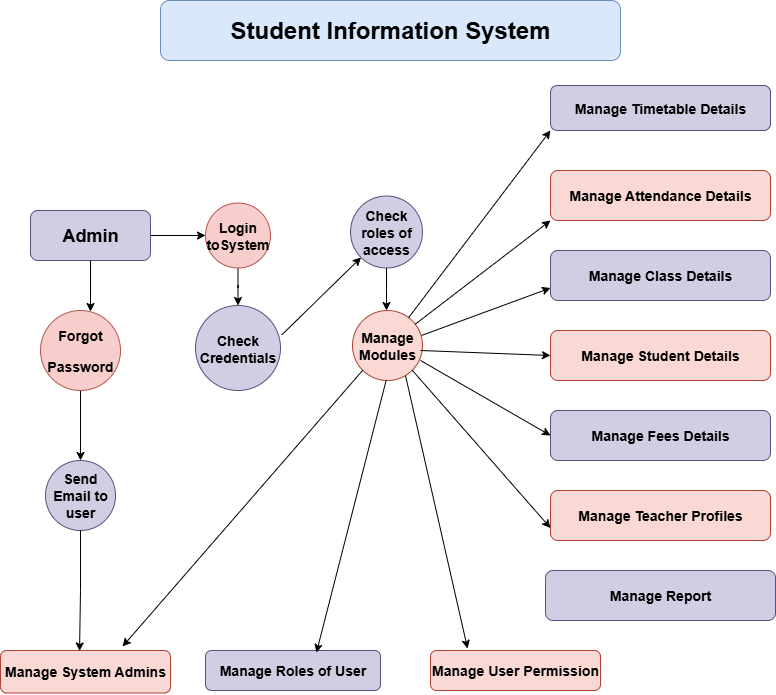 Student Information System
Manage Timetable Details
Manage Attendance Details
Admin
Login
toSystem
Check
roles of
access
Manage Class Details
Forgot
Password
Check
Credentials
Manage
Modules
Manage Student Details
Manage Fees Details
Send
Email to
user
Manage Teacher Profiles
Manage Report
Manage System Admins
Manage Roles of User
Manage User Permission